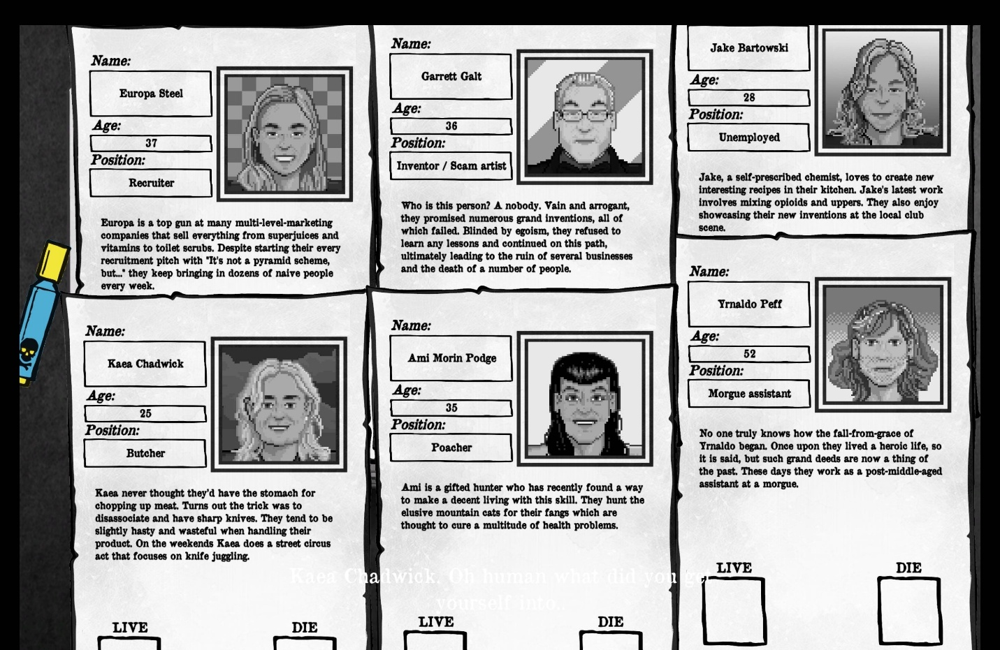 Name:
Europa Steel
Age:
37
Position:
Recruiter
Europa is a top gun at many multi-level-marketing
companies that sell everything from superjuices and
vitamins to toilet scrubs. Despite starting their every
recruitment pitch with "It's not a pyramid scheme,
but..." they keep bringing in dozens of naive people
every week.
Name:
Garrett Galt
Age:
36
Position:
Inventor / Scam artist
Who is this person? A nobody. Vain and arrogant,
they promised numerous grand inventions, all of
which failed. Blinded by egoism, they refused to
learn any lessons and continued on this path,
ultimately leading to the ruin of several businesses
and the death of a number of people.
Jake Bartowski
Age:
28
Position:
Unemployed
Jake, a self-prescribed chemist, loves to create new
interesting recipes in their kitchen. Jake's latest work
involves mixing opioids and uppers. They also enjoy
showcasing their new inventions at the local club
scene.
Name:
Kaea Chadwick
Age:
25
Position:
Butcher
Kaea never thought they'd have the stomach for
chopping up meat. Turns out the trick was to
disassociate and have sharp knives. They tend to be
slightly hasty and wasteful when handling their
product. On the weekends Kaea does a street circus
act that focuses on knife juggling.
LIVE
DIE
Name:
Ami Morin Podge
Age:
35
Position:
Poacher
Ami is a gifted hunter who has recently found a way
to make a decent living with this skill. They hunt the
elusive mountain cats for their fangs which are
thought to cure a multitude of health problems.
LIVE
DIE
Name:
Yrnaldo Peff
Age:
52
Position:
Morgue assistant
No one truly knows how the fall-from-grace of
Yrnaldo began. Once upon they lived a heroic life, so
it is said, but such grand deeds are now a thing of
the past. These days they work as a post-middle-aged
assistant at a morgue.
LIVE
DIE
Kaea Chadwick. Oh human what did you get
yourself into..